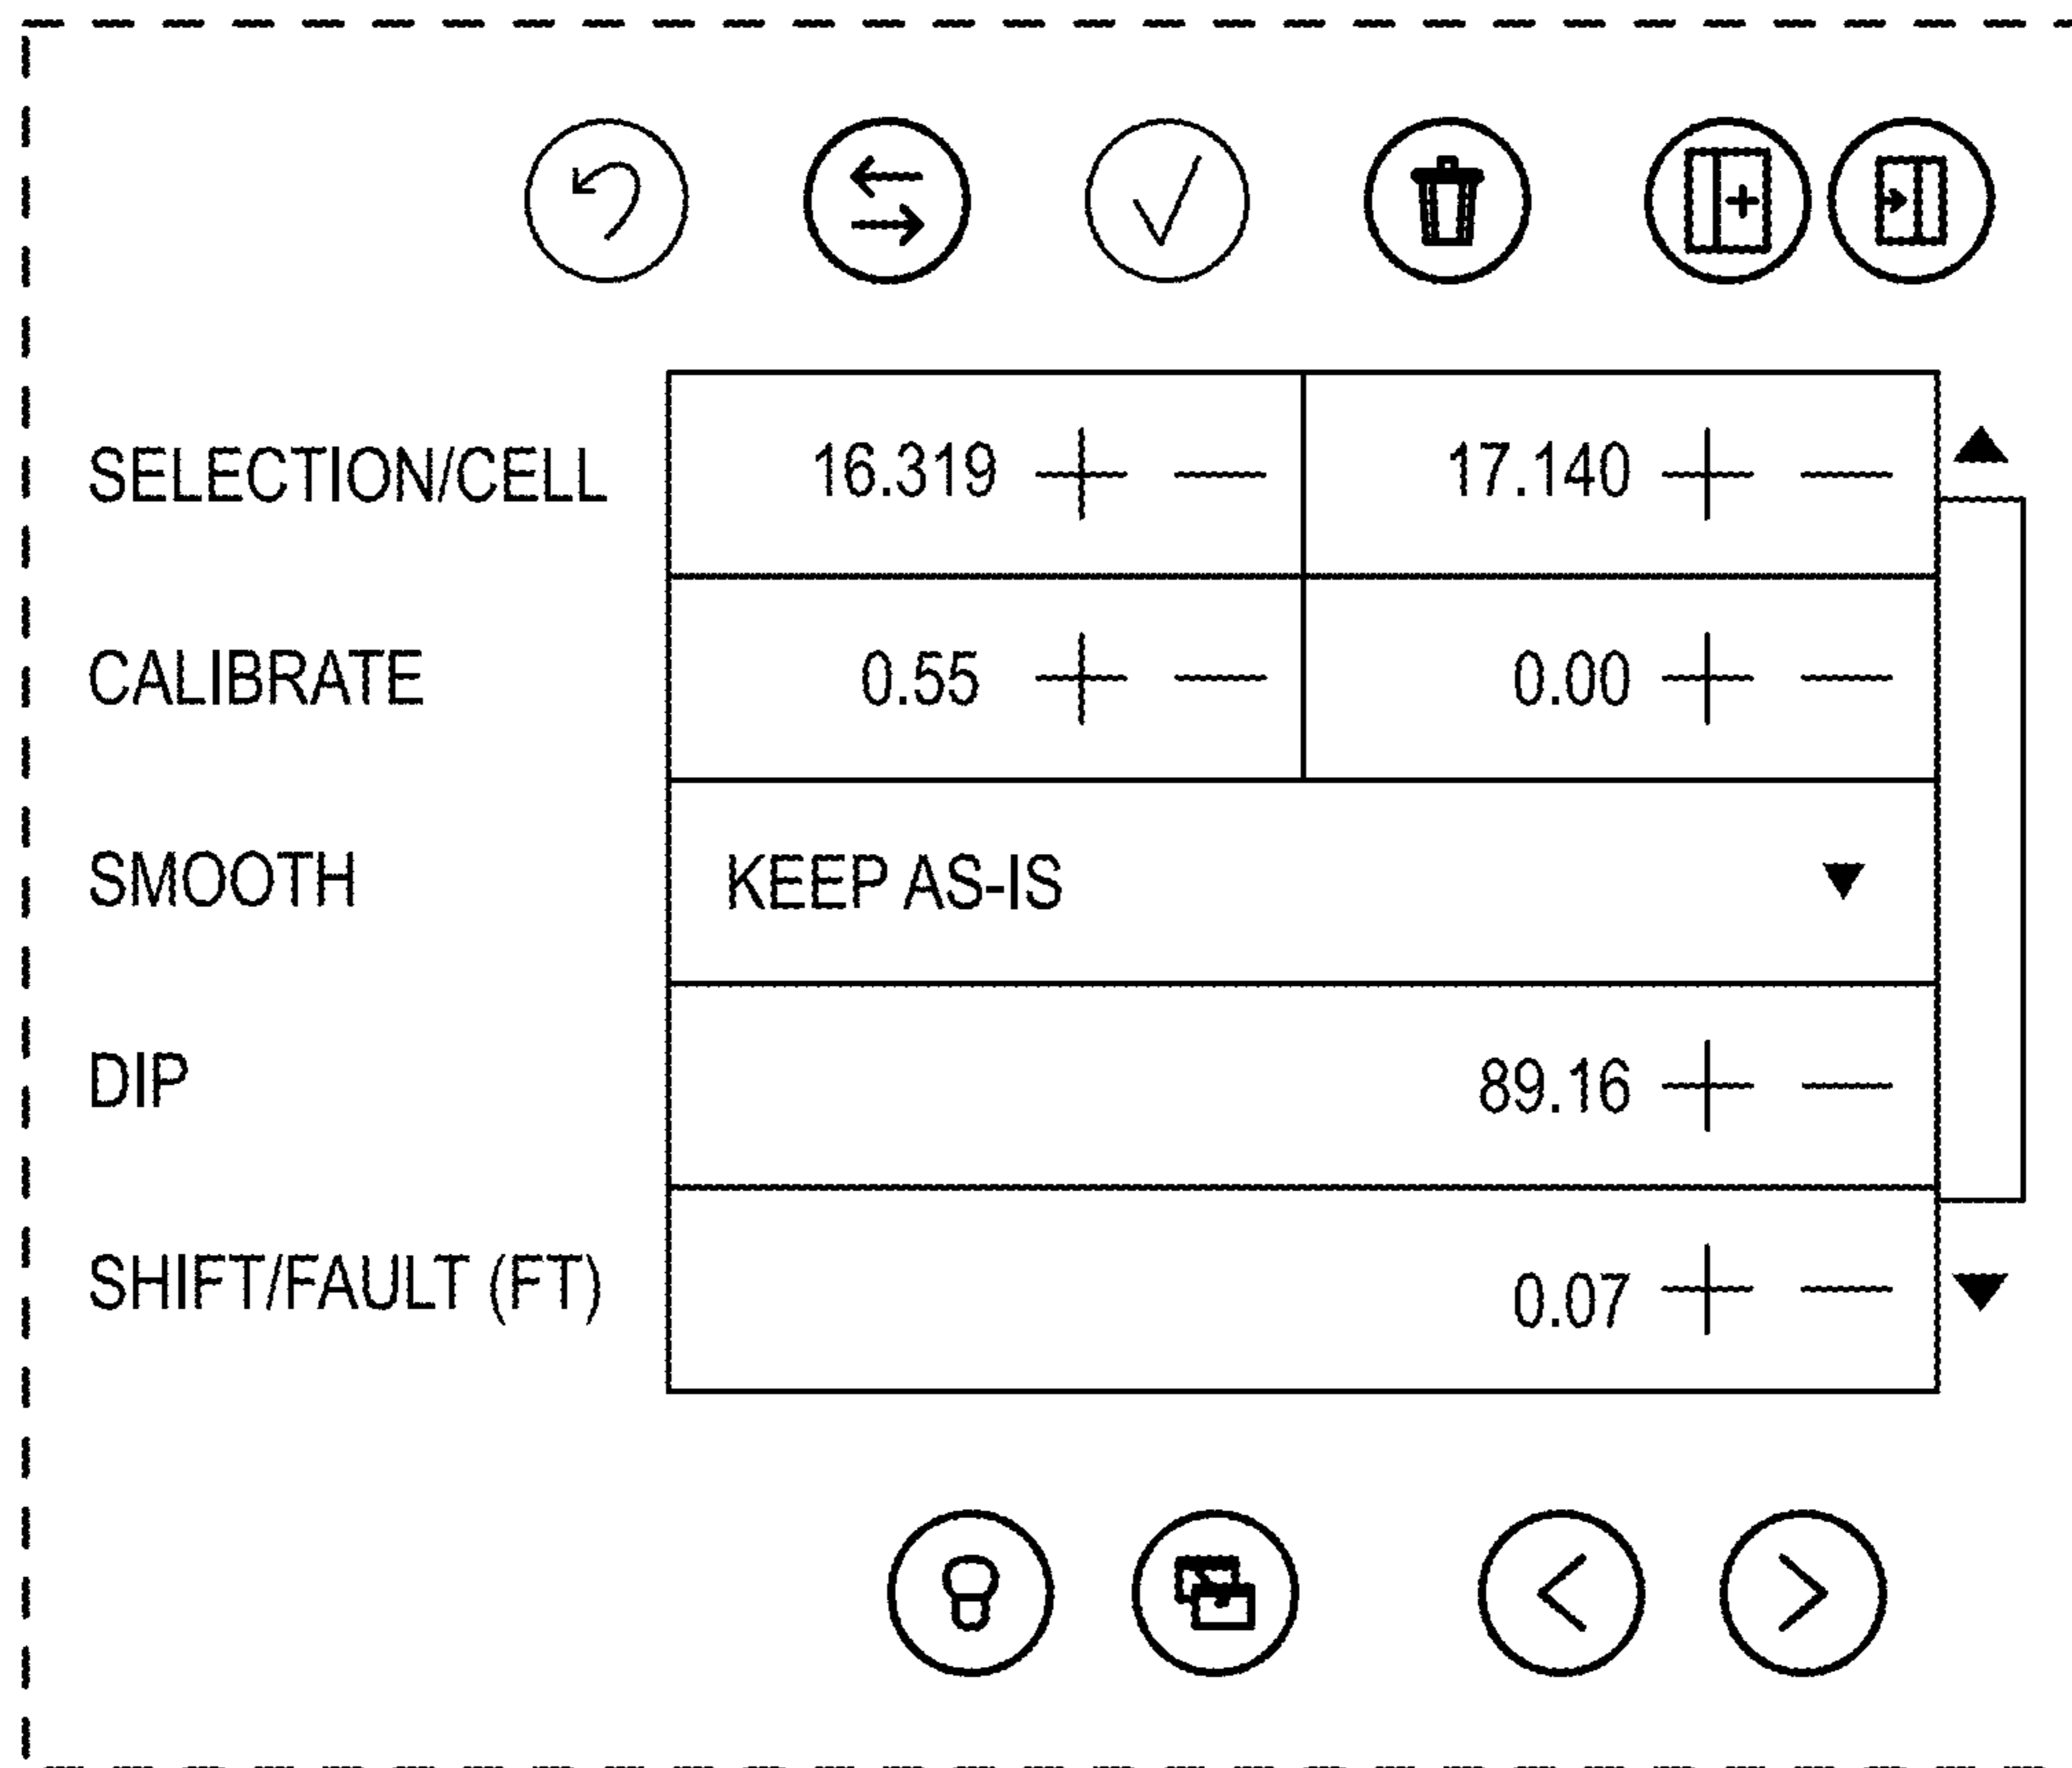 SELECTION/CELL 16.319 + — 17.140 + —
CALIBRATE 0.55 + — 0.00 + —
SMOOTH KEEP AS-IS
DIP 89.16 + —
SHIFT/FAULT (FT) 0.07 + —